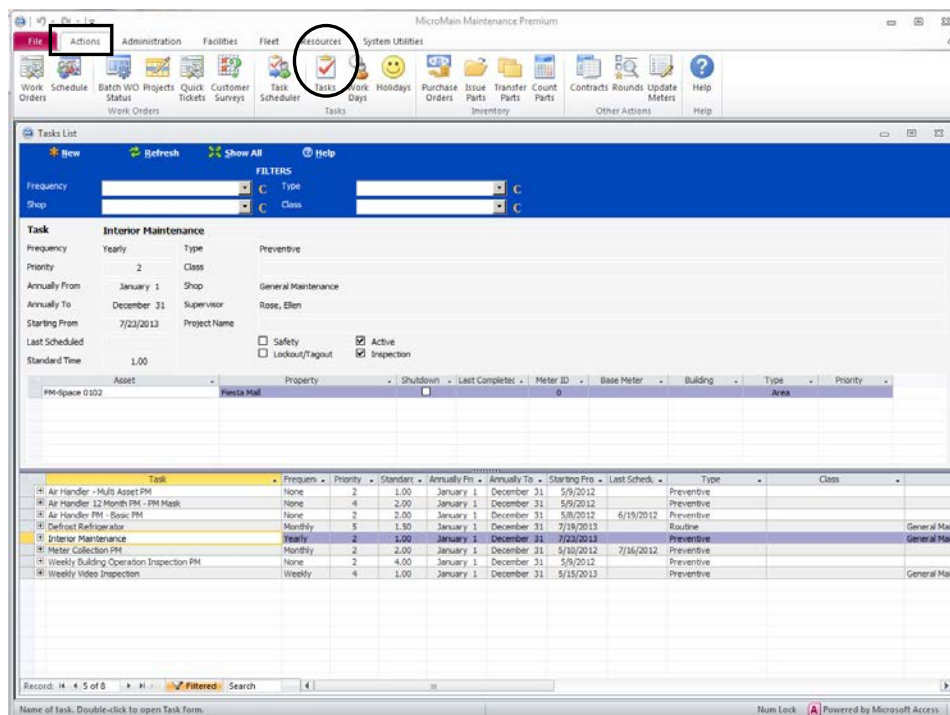 MicroMain Maintenance Premium
File Actions Administration Facilities Fleet Resources System Utilities
Work Orders Schedule Batch WO Status Projects Quick Tickets Customer Surveys Task Scheduler Tasks Work Days Holidays Purchase Orders Issue Parts Transfer Parts Count Parts Contracts Rounds Update Meters Help
Work Orders Tasks Inventory Other Actions Help
Tasks List
New Refresh Show All Help
FILTERS
Frequency C Type C
Shop C Class C
Task Interior Maintenance
Frequency Yearly Type Preventive
Priority 2 Class
Annually From January 1 Shop General Maintenance
Annually To December 31 Supervisor Rose, Ellen
Starting From 7/23/2013 Project Name
Last Scheduled Safety Active
Lockout/Tagout Inspection
Standard Time 1.00
Asset Property Shutdown Last Completec Meter ID Base Meter Building Type Priority
PM-Space 0102 Fiesta Mall 0 Area
Task Frequen Priority Standarc Annually Fr Annually To Starting Fro Last Schedu Type Class
Air Handler - Multi Asset PM None 2 1.00 January 1 December 31 5/9/2012 Preventive
Air Handler 12 Month PM - PM Mask None 4 2.00 January 1 December 31 5/9/2012 Preventive
Air Handler PM - Basic PM None 2 2.00 January 1 December 31 5/8/2012 6/19/2012 Preventive
Defrost Refrigerator Monthly 5 1.50 January 1 December 31 7/19/2013 Routine General Mai
Interior Maintenance Yearly 2 1.00 January 1 December 31 7/23/2013 Preventive General Mai
Meter Collection PM Monthly 2 2.00 January 1 December 31 5/10/2012 7/16/2012 Preventive
Weekly Building Operation Inspection PM None 2 4.00 January 1 December 31 5/9/2012 Preventive
Weekly Video Inspection Weekly 4 1.00 January 1 December 31 5/15/2013 Preventive General Mai
Record: 5 of 8 Filtered Search
Name of task. Double-click to open Task form. Num Lock Powered by Microsoft Access